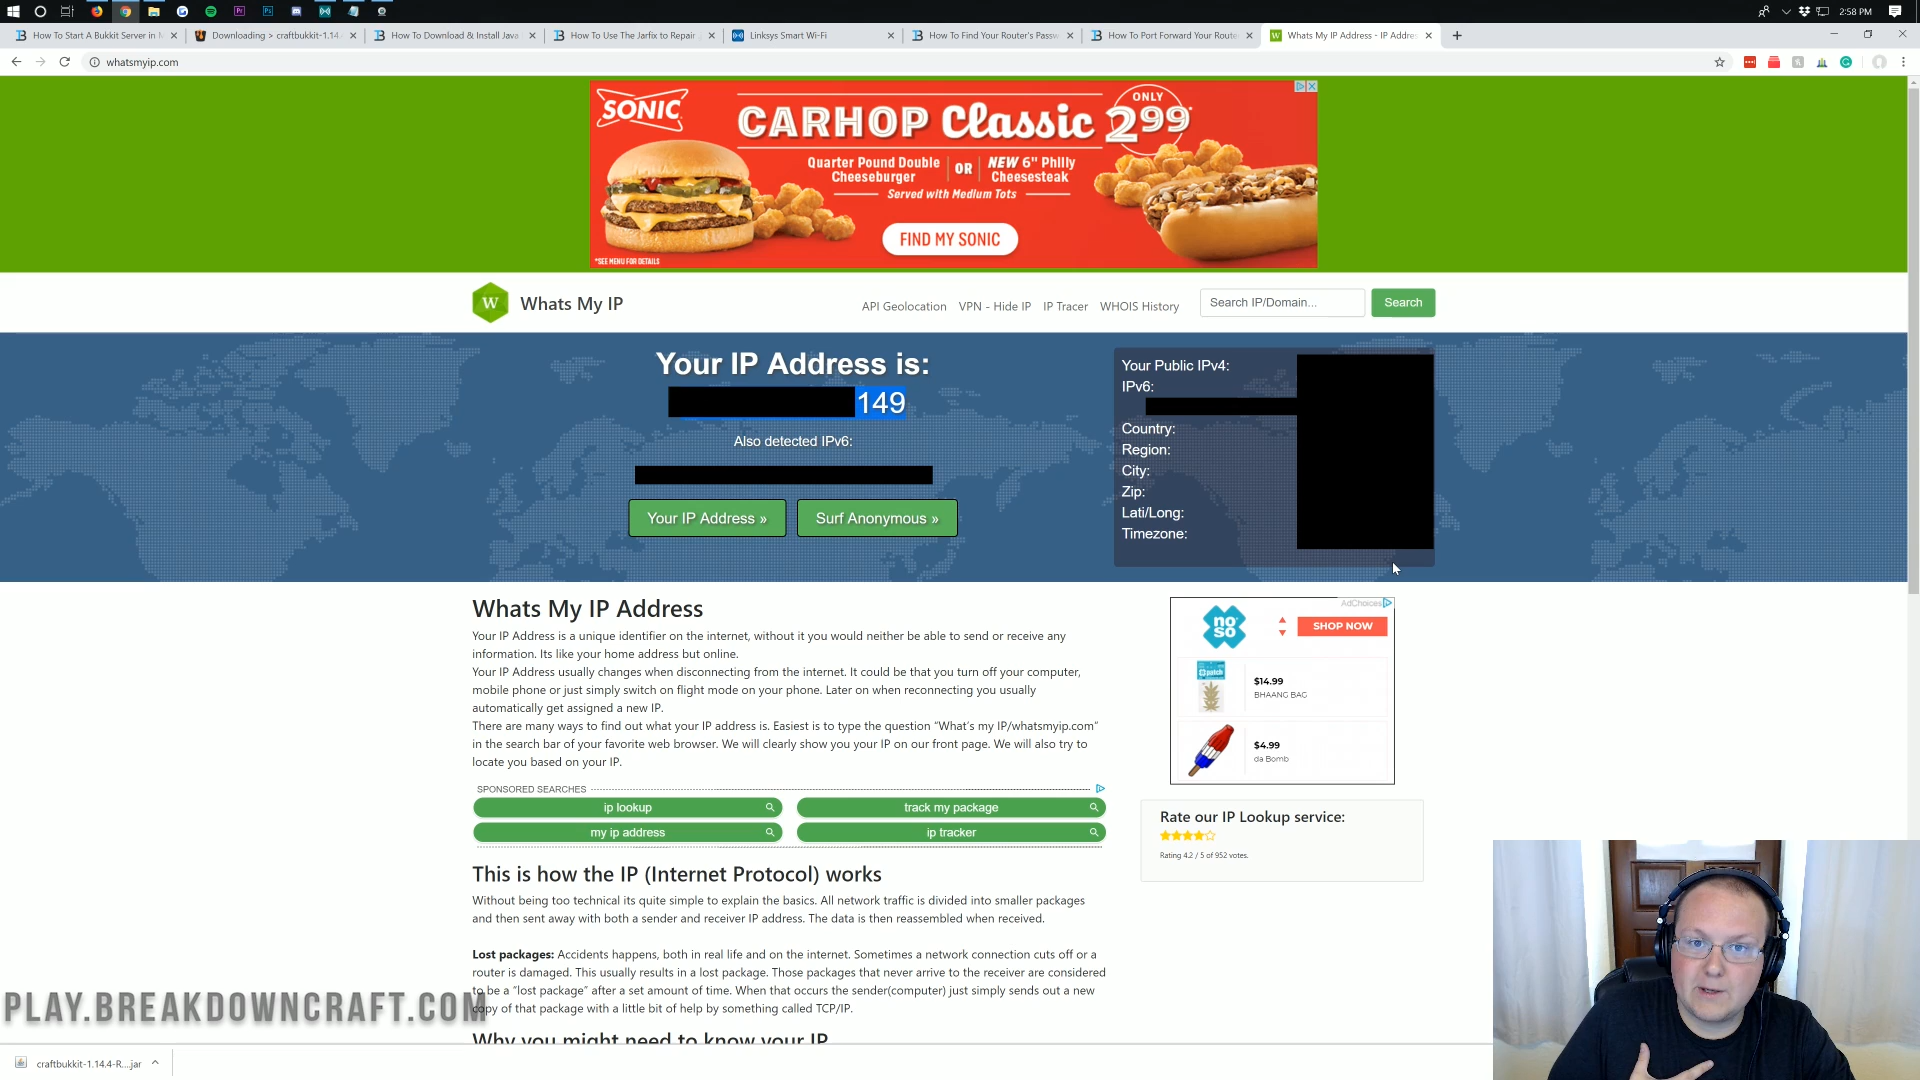 2:58 PM
How To Start A Bukkit Server in M
Downloading > craftbukkit-1.14.
How To Download & Install Java
How To Use The Jarfix to Repair
Linksys Smart Wi-Fi
How To Find Your Router's Passw
How To Port Forward Your Route
Whats My IP Address - IP Addres
whatsmyip.com
SONIC
CARHOP Classic
ONLY
2.99*
Quarter Pound Double
Cheeseburger
OR
NEW 6" Philly
Cheesesteak
Served with Medium Tots
FIND MY SONIC
*SEE MENU FOR DETAILS
W
Whats My IP
API Geolocation
VPN - Hide IP
IP Tracer
WHOIS History
Search IP/Domain...
Search
Your IP Address is:
149
Also detected IPv6:
Your IP Address »
Surf Anonymous »
Your Public IPv4:
IPv6:
Country:
Region:
City:
Zip:
Lati/Long:
Timezone:
Whats My IP Address
Your IP Address is a unique identifier on the internet, without it you would neither be able to send or receive any
information. Its like your home address but online.
Your IP Address usually changes when disconnecting from the internet. It could be that you turn off your computer,
mobile phone or just simply switch on flight mode on your phone. Later on when reconnecting you usually
automatically get assigned a new IP.
There are many ways to find out what your IP address is. Easiest is to type the question "What's my IP/whatsmyip.com"
in the search bar of your favorite web browser. We will clearly show you your IP on our front page. We will also try to
locate you based on your IP.
SPONSORED SEARCHES
ip lookup
track my package
my ip address
ip tracker
AdChoices
no
so
SHOP NOW
patch
$14.99
BHAANG BAG
$4.99
da Bomb
Rate our IP Lookup service:
Rating 4.2 / 5 of 952 votes.
This is how the IP (Internet Protocol) works
Without being too technical its quite simple to explain the basics. All network traffic is divided into smaller packages
and then sent away with both a sender and receiver IP address. The data is then reassembled when received.
Lost packages: Accidents happens, both in real life and on the internet. Sometimes a network connection cuts off or a
router is damaged. This usually results in a lost package. Those packages that never arrive to the receiver are considered
to be a "lost package" after a set amount of time. When that occurs the sender(computer) just simply sends out a new
copy of that package with a little bit of help by something called TCP/IP.
PLAY.BREAKDOWNCRAFT.COM
Why you might need to know your IP
craftbukkit-1.14.4-R....jar